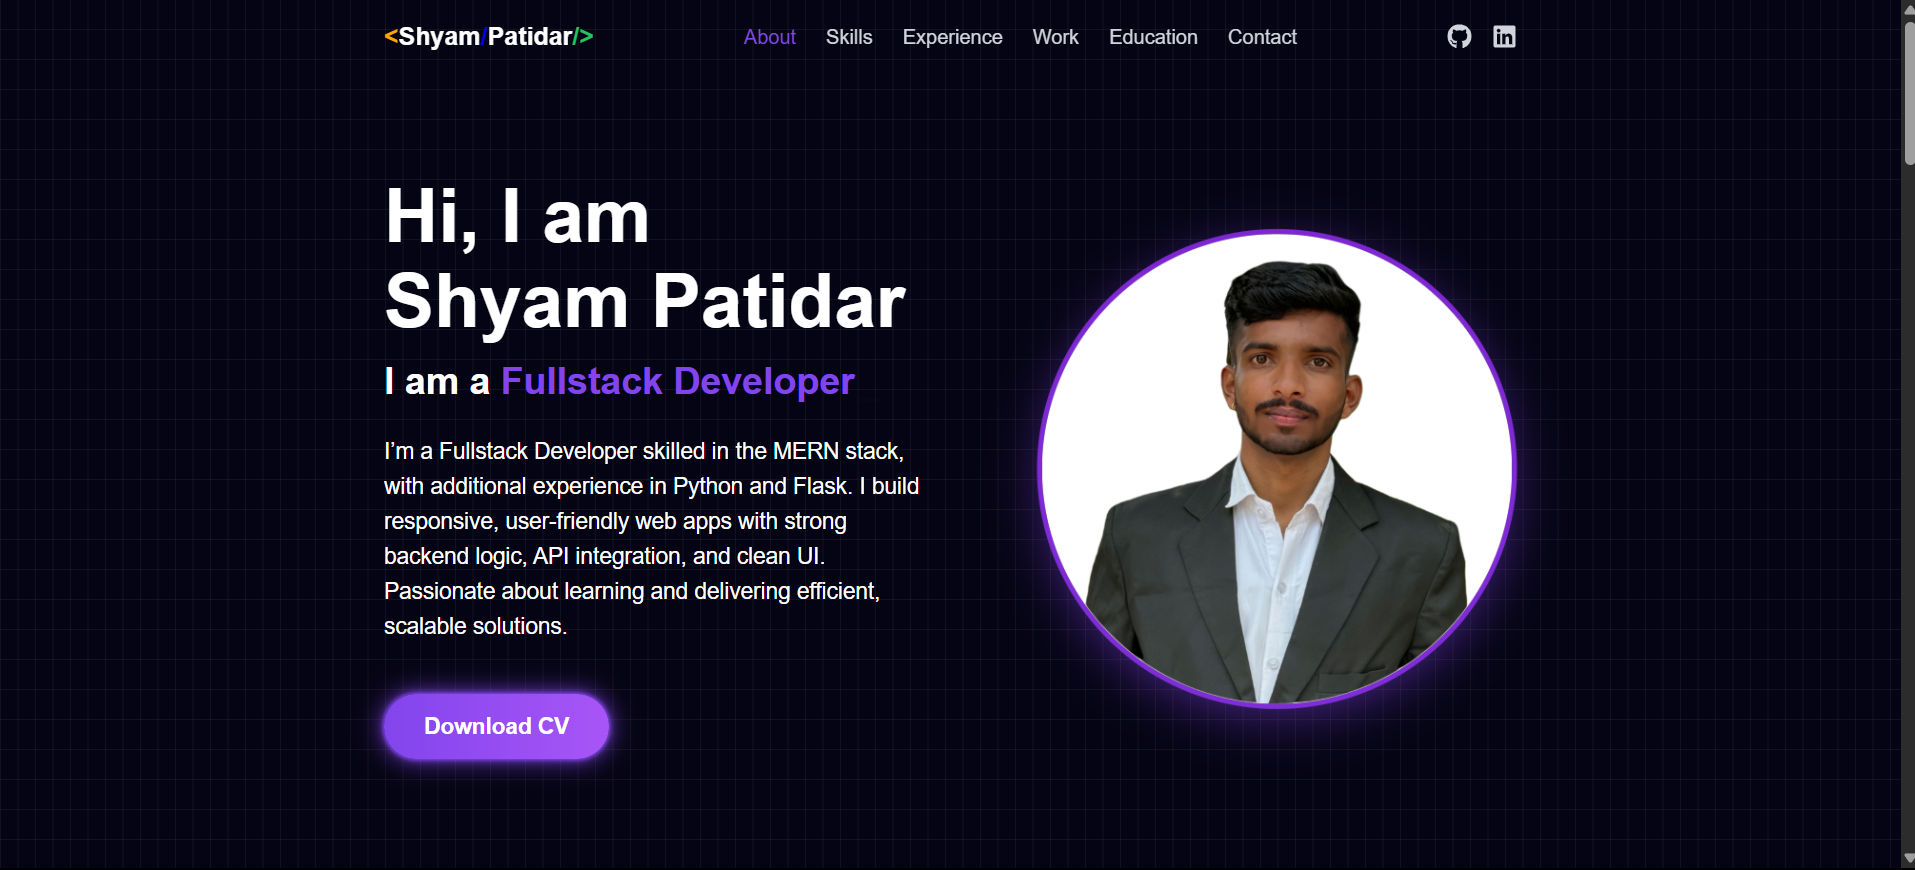 <Shyam/Patidar/>
About Skills Experience Work Education Contact
in
Hi, I am
Shyam Patidar
I am a Fullstack Developer
I’m a Fullstack Developer skilled in the MERN stack,
with additional experience in Python and Flask. I build
responsive, user-friendly web apps with strong
backend logic, API integration, and clean UI.
Passionate about learning and delivering efficient,
scalable solutions.
Download CV